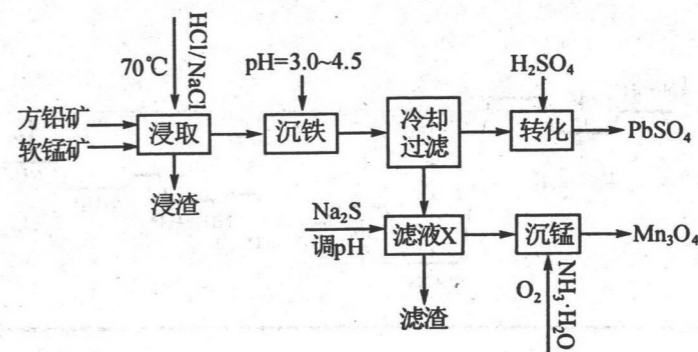 HCl/NaCl
70℃
pH=3.0~4.5
H₂SO₄
方铅矿
软锰矿
浸取
沉铁
冷却
过滤
转化
PbSO₄
浸渣
Na₂S
调pH
滤液X
沉锰
Mn₃O₄
滤渣
O₂
NH₃·H₂O